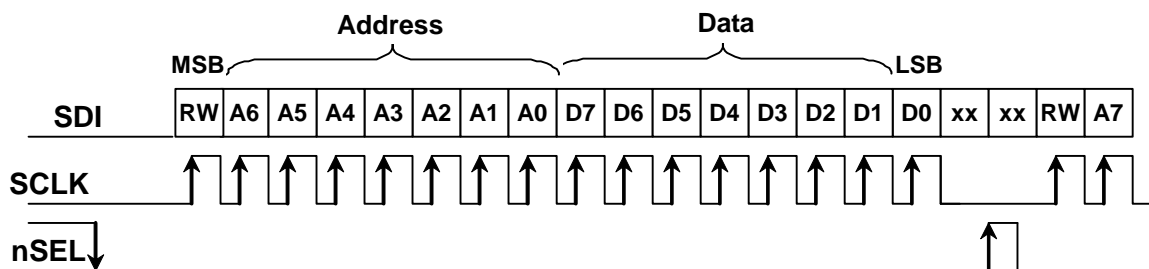 Address Data
MSB LSB
SDI RW A6 A5 A4 A3 A2 A1 A0 D7 D6 D5 D4 D3 D2 D1 D0 xx xx RW A7
SCLK
nSEL